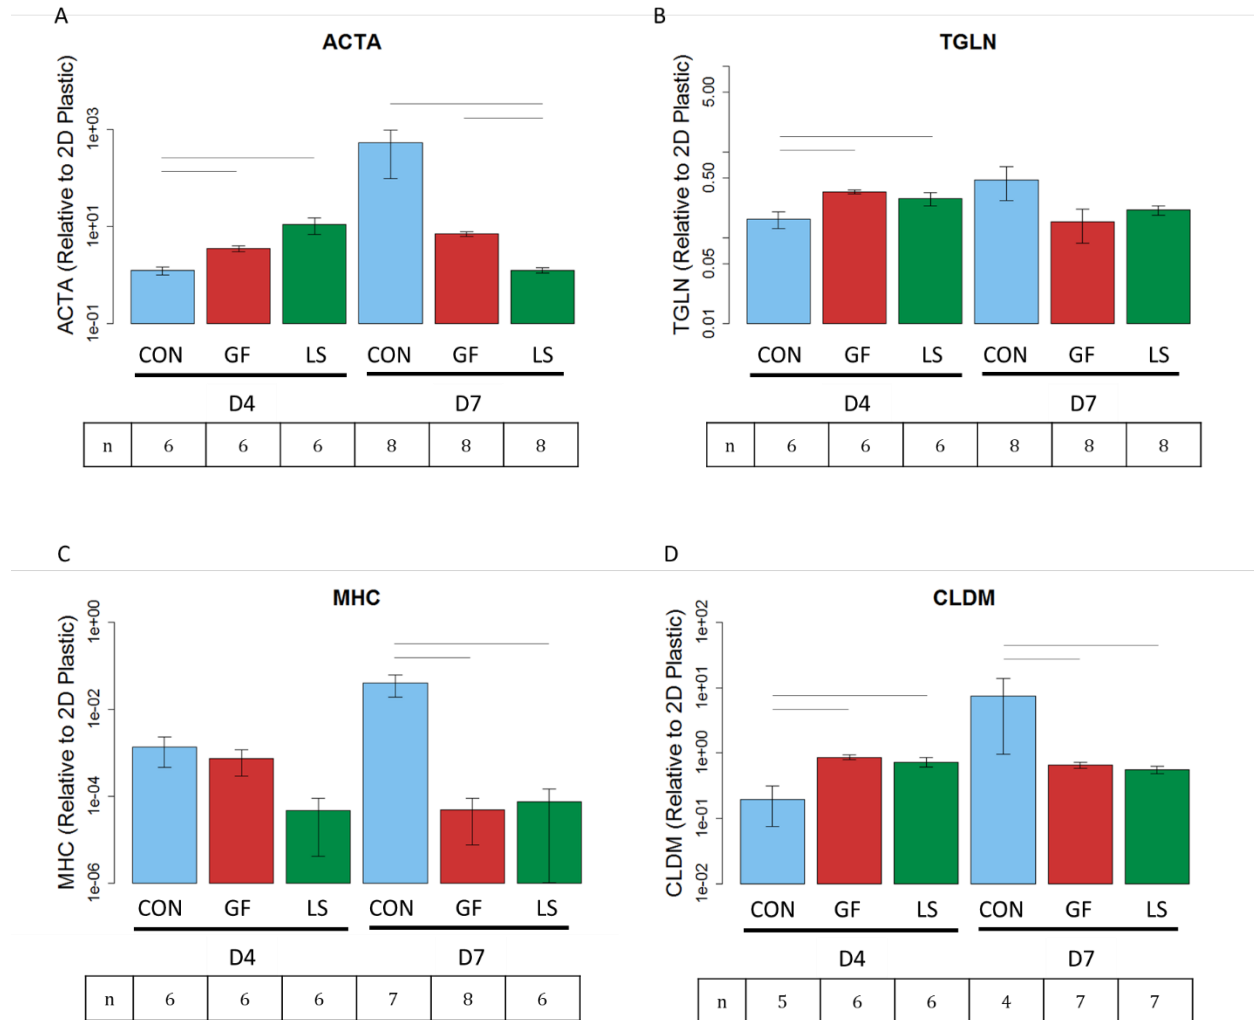 A
ACTA
ACTA (Relative to 2D Plastic)
1e+03
1e+01
1e-01
CON GF LS CON GF LS
D4 D7
n 6 6 6 8 8 8
B
TGLN
TGLN (Relative to 2D Plastic)
5.00
0.50
0.05
0.01
CON GF LS CON GF LS
D4 D7
n 6 6 6 8 8 8
C
MHC
MHC (Relative to 2D Plastic)
1e+00
1e-02
1e-04
1e-06
CON GF LS CON GF LS
D4 D7
n 6 6 6 7 8 6
D
CLDM
CLDM (Relative to 2D Plastic)
1e+02
1e+01
1e+00
1e-01
1e-02
CON GF LS CON GF LS
D4 D7
n 5 6 6 4 7 7